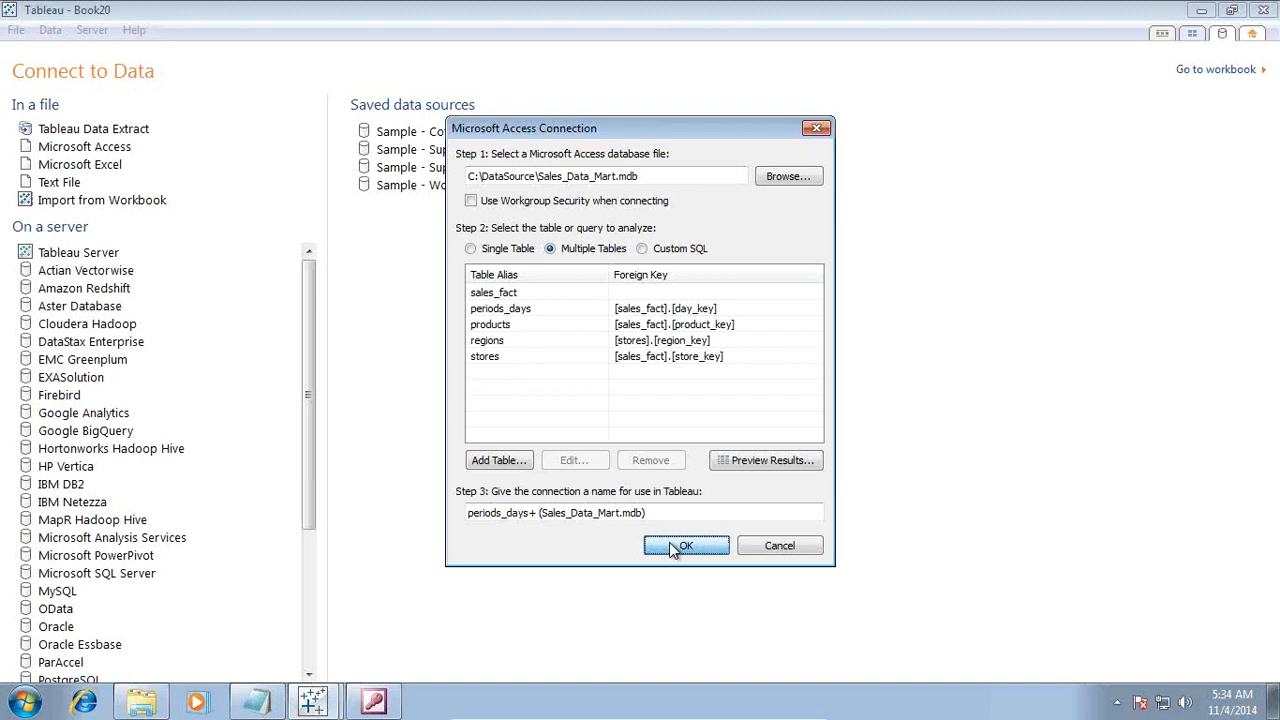 Tableau - Book20
File Data Server Help
Connect to Data
Go to workbook
In a file
Tableau Data Extract
Microsoft Access
Microsoft Excel
Text File
Import from Workbook
On a server
Tableau Server
Actian Vectorwise
Amazon Redshift
Aster Database
Cloudera Hadoop
DataStax Enterprise
EMC Greenplum
EXASolution
Firebird
Google Analytics
Google BigQuery
Hortonworks Hadoop Hive
HP Vertica
IBM DB2
IBM Netezza
MapR Hadoop Hive
Microsoft Analysis Services
Microsoft PowerPivot
Microsoft SQL Server
MySQL
OData
Oracle
Oracle Essbase
ParAccel
PostgreSQL
Saved data sources
Sample - Co
Sample - Sup
Sample - Sup
Sample - Wo
Microsoft Access Connection
Step 1: Select a Microsoft Access database file:
C:\DataSource\Sales_Data_Mart.mdb
Browse...
Use Workgroup Security when connecting
Step 2: Select the table or query to analyze:
Single Table Multiple Tables Custom SQL
Table Alias Foreign Key
sales_fact
periods_days [sales_fact].[day_key]
products [sales_fact].[product_key]
regions [stores].[region_key]
stores [sales_fact].[store_key]
Add Table... Edit... Remove Preview Results...
Step 3: Give the connection a name for use in Tableau:
periods_days+ (Sales_Data_Mart.mdb)
OK Cancel
5:34 AM
11/4/2014